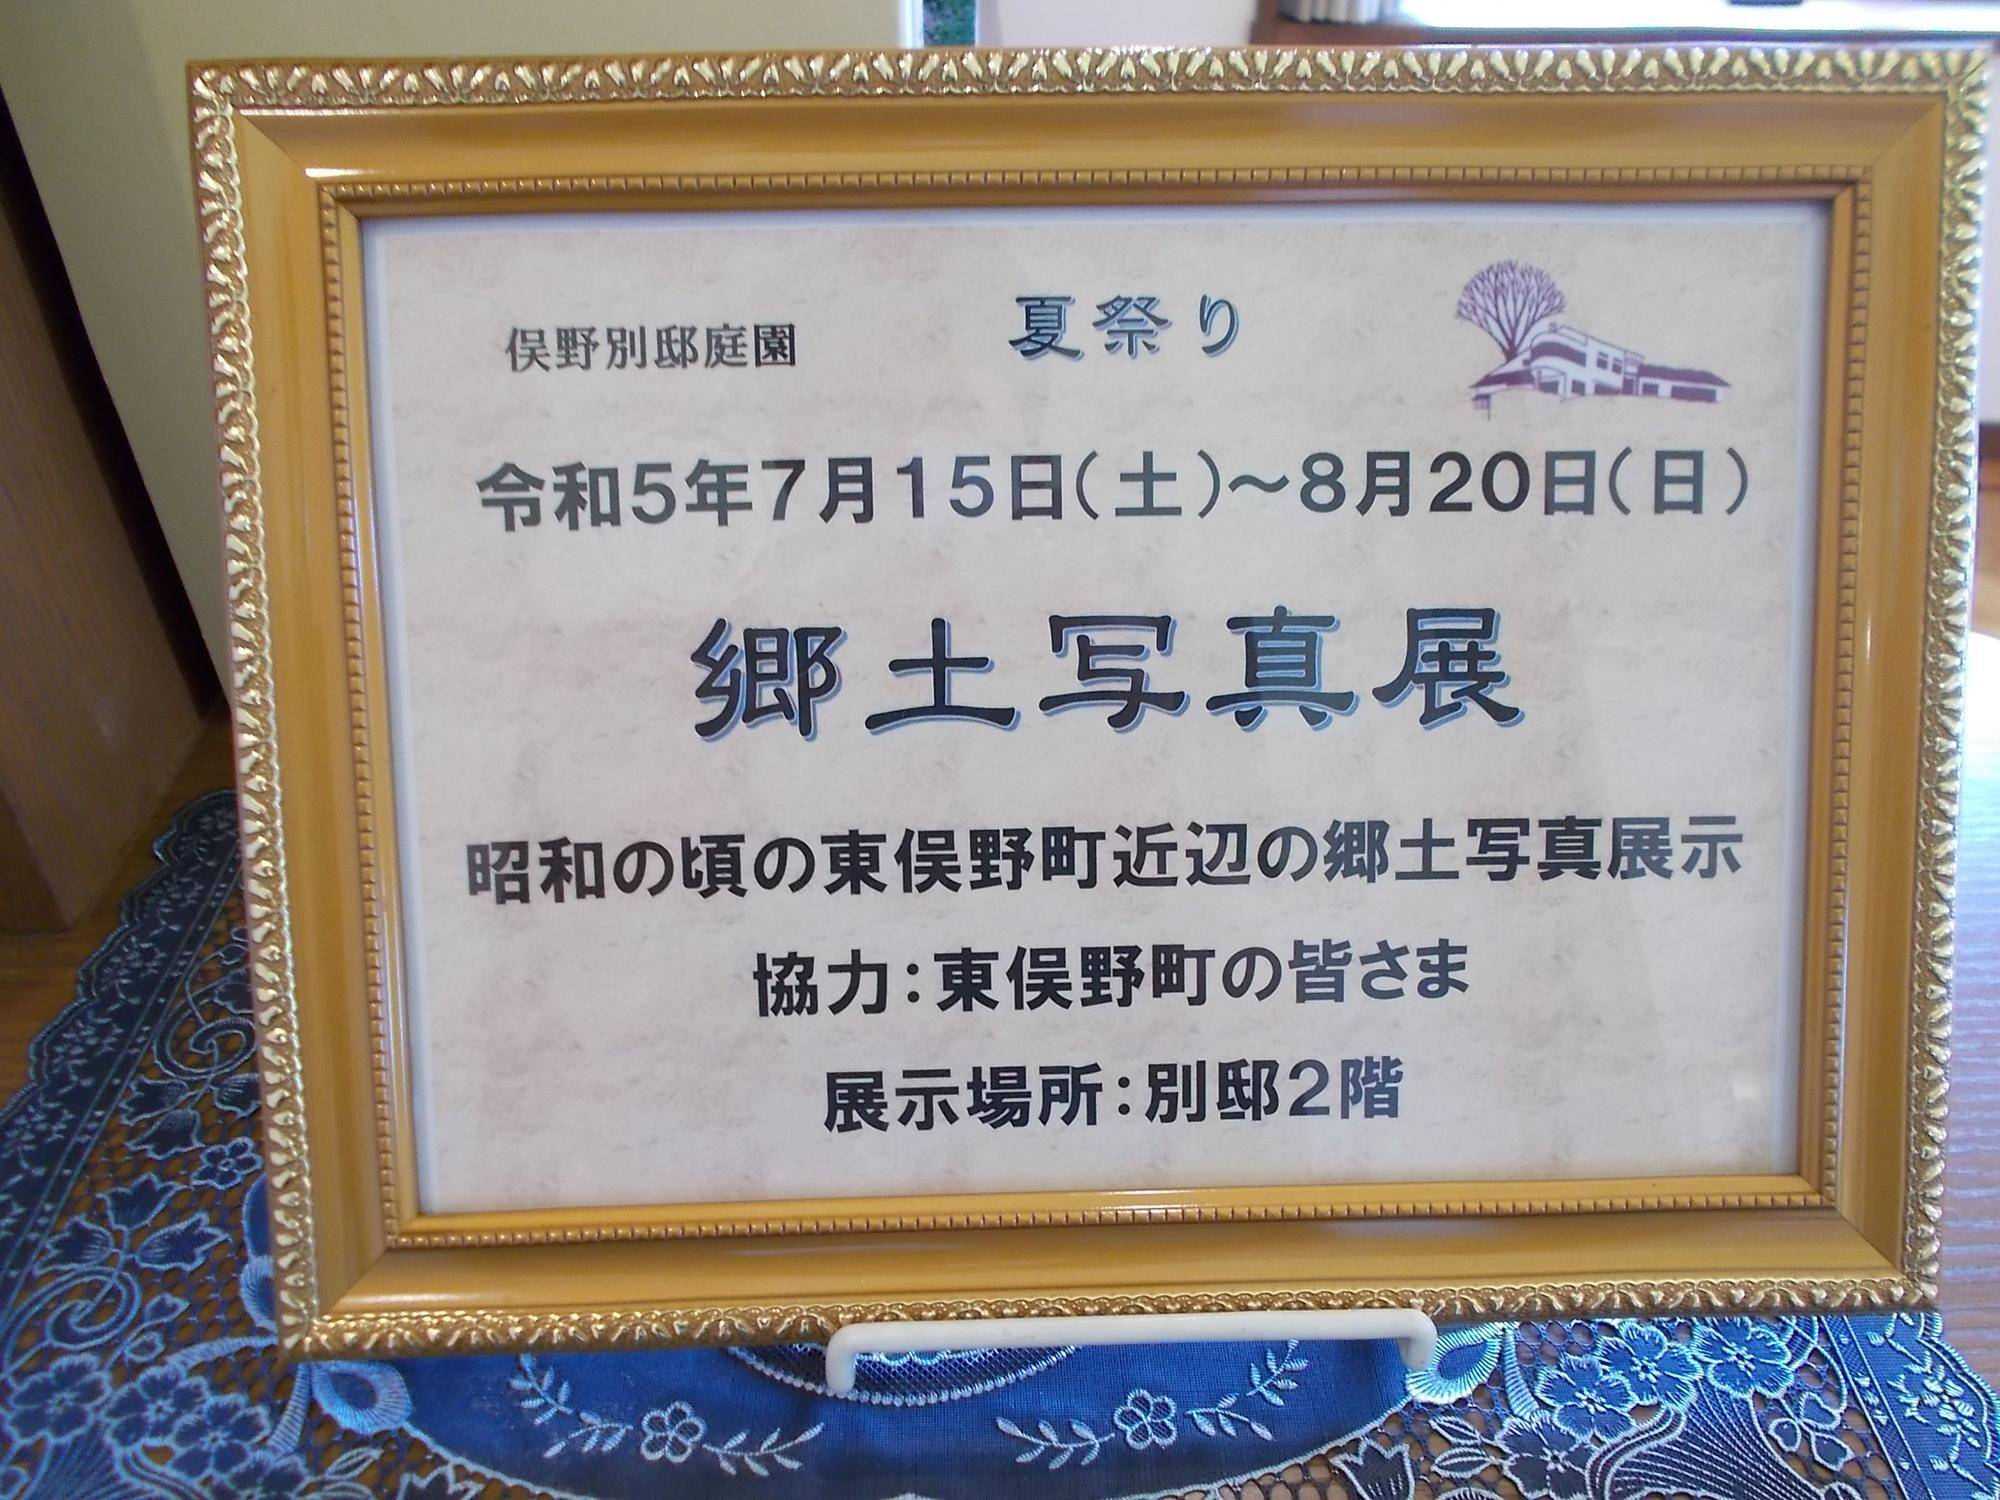 俣野別邸庭園
夏祭り
令和5年7月15日(土)～8月20日(日)
郷土写真展
昭和の頃の東俣野町近辺の郷土写真展示
協力：東俣野町の皆さま
展示場所：別邸2階